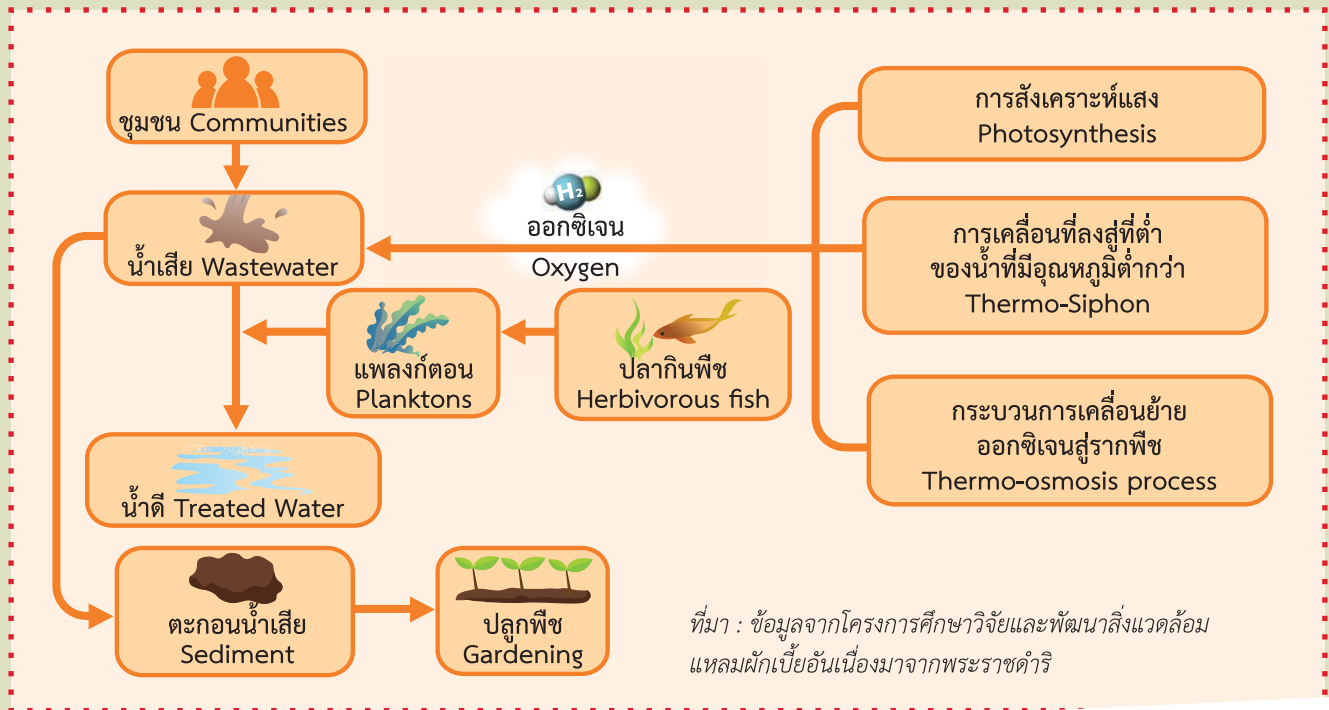 ชุมชน Communities
น้ำเสีย Wastewater
H2
ออกซิเจน
Oxygen
การสังเคราะห์แสง
Photosynthesis
การเคลื่อนที่ลงสู่ที่ต่ำ
ของน้ำที่มีอุณหภูมิต่ำกว่า
Thermo-Siphon
กระบวนการเคลื่อนย้าย
ออกซิเจนสู่รากพืช
Thermo-osmosis process
แพลงก์ตอน
Planktons
ปลากินพืช
Herbivorous fish
น้ำดี Treated Water
ตะกอนน้ำเสีย
Sediment
ปลูกพืช
Gardening
ที่มา : ข้อมูลจากโครงการศึกษาวิจัยและพัฒนาสิ่งแวดล้อม
แหลมผักเบี้ยอันเนื่องมาจากพระราชดำริ